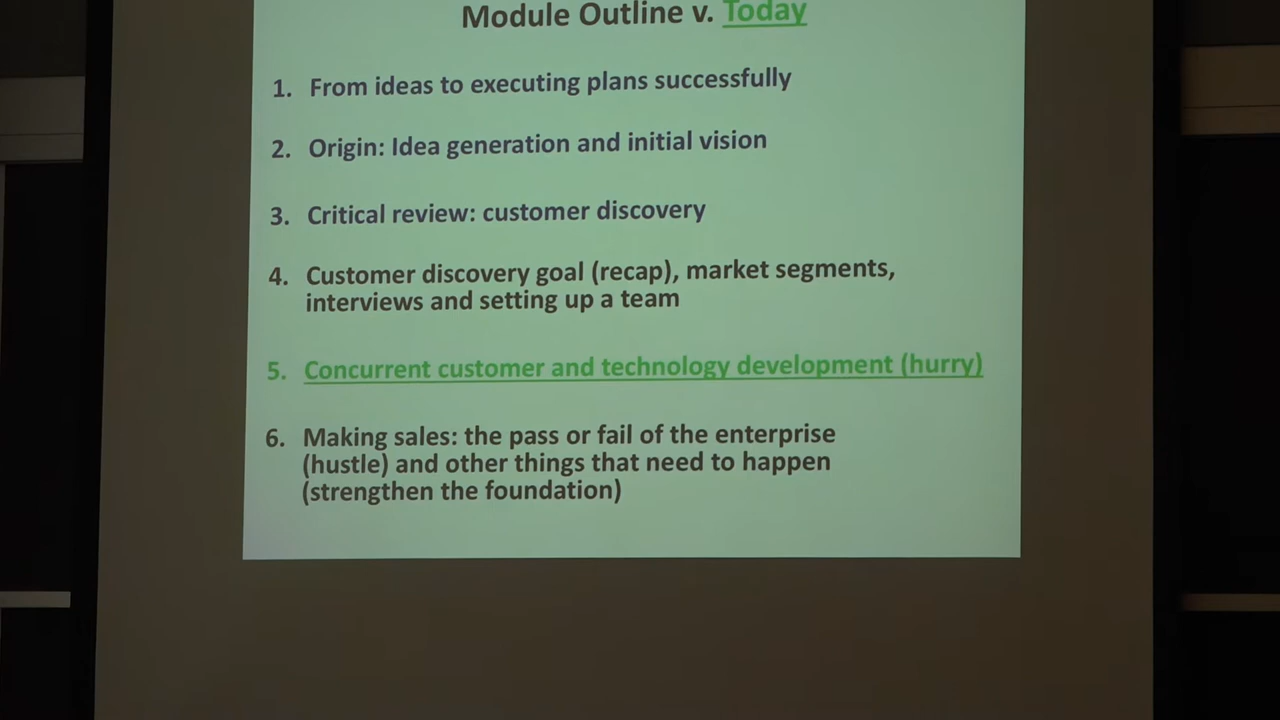 Module Outline v. Today
1. From ideas to executing plans successfully
2. Origin: Idea generation and initial vision
3. Critical review: customer discovery
4. Customer discovery goal (recap), market segments,
interviews and setting up a team
5. Concurrent customer and technology development (hurry)
6. Making sales: the pass or fail of the enterprise
(hustle) and other things that need to happen
(strengthen the foundation)